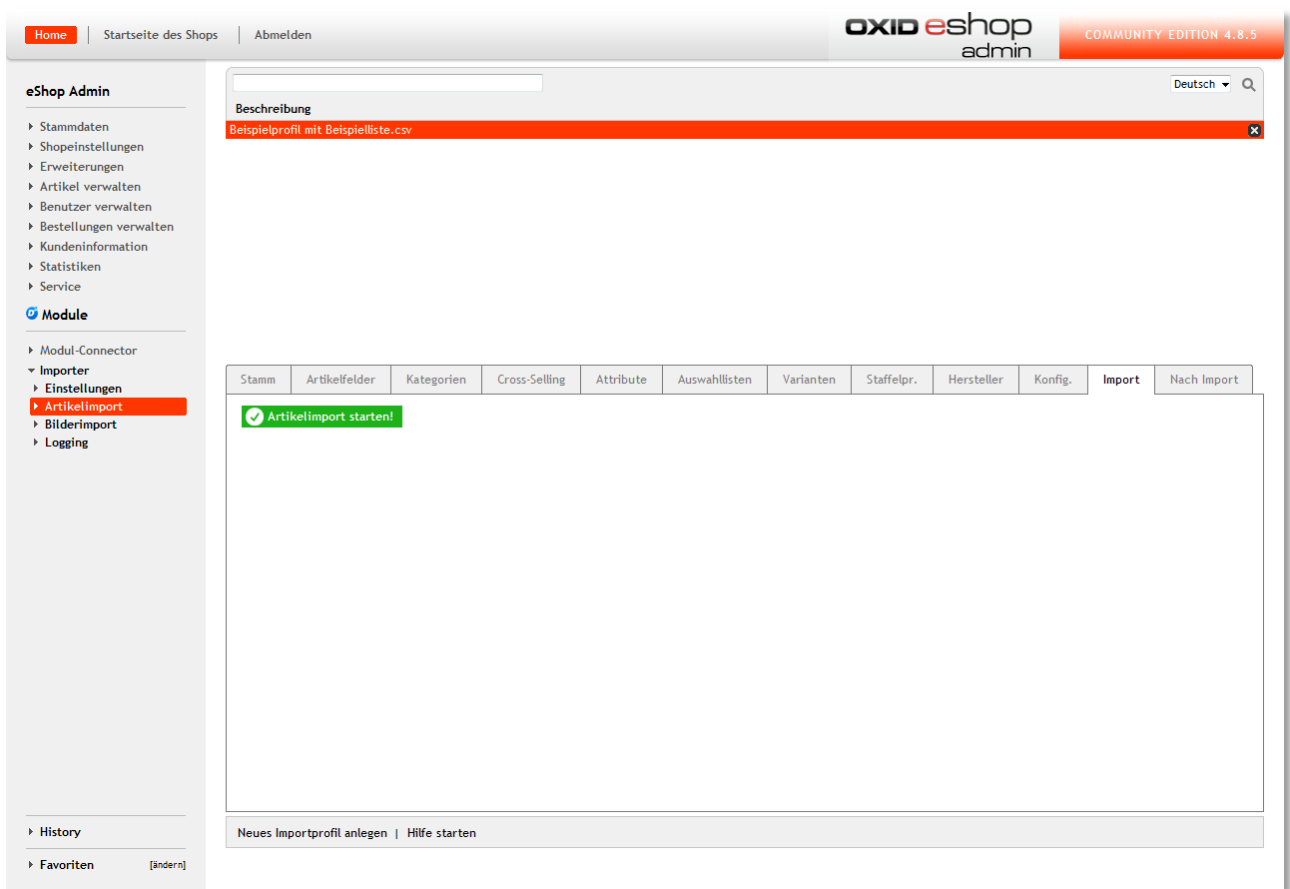 Home | Startseite des Shops | Abmelden
OXID eshop
admin
COMMUNITY EDITION 4.8.5
eShop Admin
Stammdaten
Shopeinstellungen
Erweiterungen
Artikel verwalten
Benutzer verwalten
Bestellungen verwalten
Kundeninformation
Statistiken
Service
Module
Modul-Connector
Importer
Einstellungen
Artikelimport
Bilderimport
Logging
History
Favoriten [ändern]
Deutsch
Beschreibung
Beispielprofil mit Beispielliste.csv
Stamm Artikelfelder Kategorien Cross-Selling Attribute Auswahllisten Varianten Staffelpr. Hersteller Konfig. Import Nach Import
Artikelimport starten!
Neues Importprofil anlegen | Hilfe starten